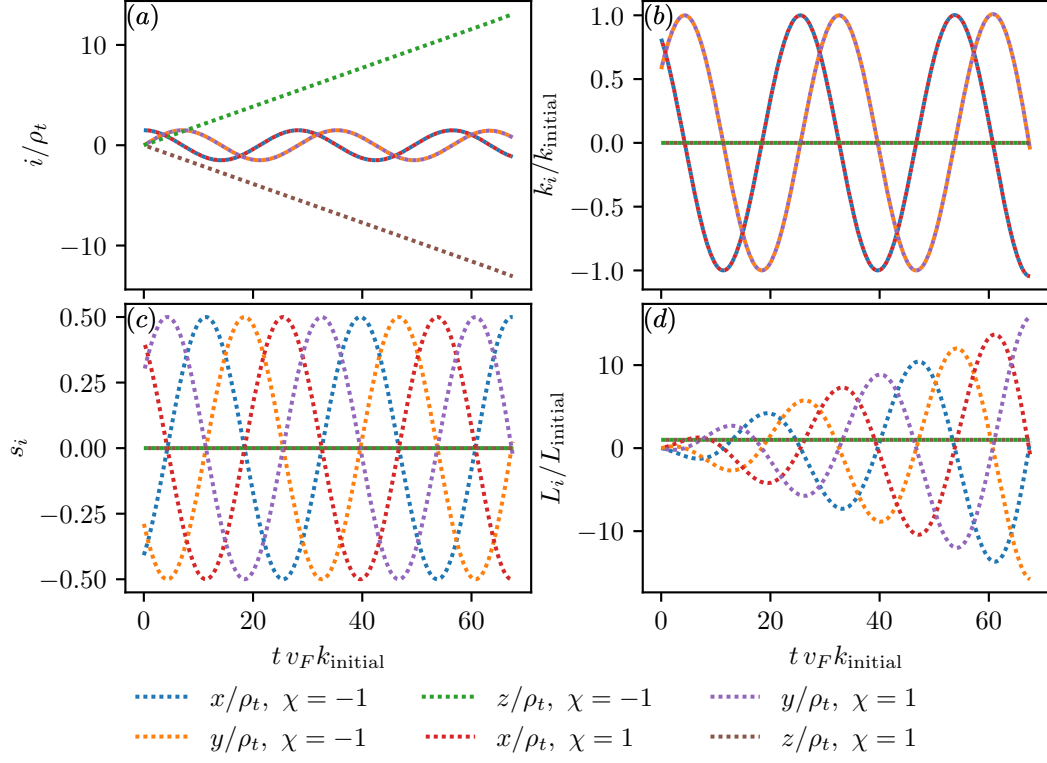 (a)
10
0
−10
i/ρ_t
(b)
1.0
0.5
0.0
−0.5
−1.0
k_i/k_initial
(c)
0.50
0.25
0.00
−0.25
−0.50
s_i
0 20 40 60
t v_F k_initial
(d)
10
0
−10
L_i/L_initial
0 20 40 60
t v_F k_initial
x/ρ_t, χ = −1
z/ρ_t, χ = −1
y/ρ_t, χ = 1
y/ρ_t, χ = −1
x/ρ_t, χ = 1
z/ρ_t, χ = 1